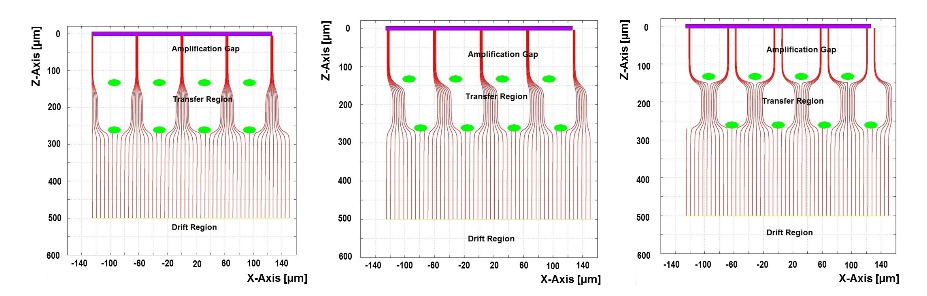 Z-Axis [µm]
0
100
200
300
400
500
600
Amplification Gap
Transfer Region
Drift Region
-140 -100 -60 -20 20 60 100 140
X-Axis [µm]
Z-Axis [µm]
0
100
200
300
400
500
600
Amplification Gap
Transfer Region
Drift Region
-140 -100 -60 -20 20 60 100 140
X-Axis [µm]
Z-Axis [µm]
0
100
200
300
400
500
600
Amplification Gap
Transfer Region
Drift Region
-140 -100 -60 -20 20 60 100 140
X-Axis [µm]